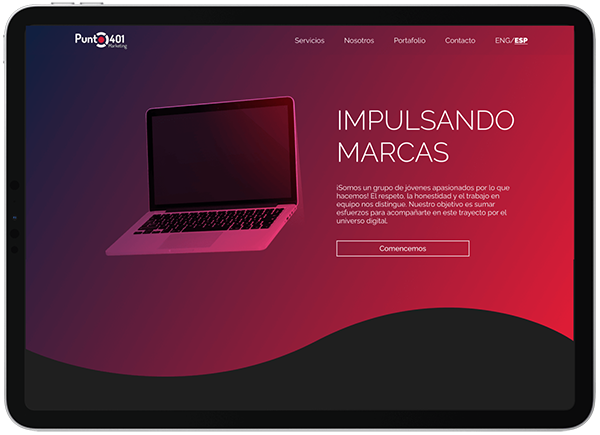 Punto401
Marketing
Servicios Nosotros Portafolio Contacto ENG/ESP
IMPULSANDO
MARCAS
¡Somos un grupo de jóvenes apasionados por lo que
hacemos! El respeto, la honestidad y el trabajo en
equipo nos distingue. Nuestro objetivo es sumar
esfuerzos para acompañarte en este trayecto por el
universo digital.
Comencemos